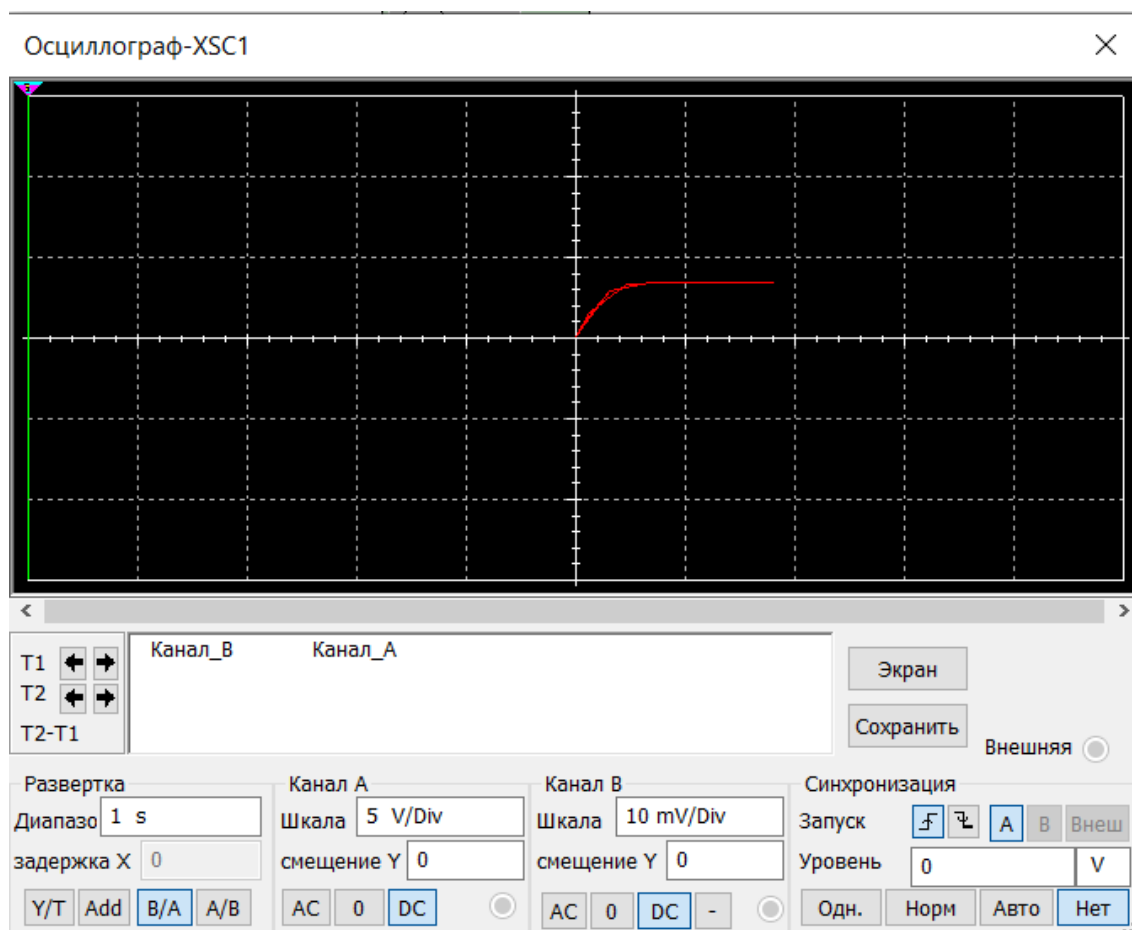 Осциллограф-XSC1
T1
Канал_B Канал_A
T2
T2-T1
Экран
Сохранить
Внешняя
Развертка
Диапазо 1 s
задержка X 0
Y/T Add B/A A/B
Канал A
Шкала 5 V/Div
смещение Y 0
AC 0 DC
Канал B
Шкала 10 mV/Div
смещение Y 0
AC 0 DC -
Синхронизация
Запуск A B Внеш
Уровень 0 V
Одн. Норм Авто Нет